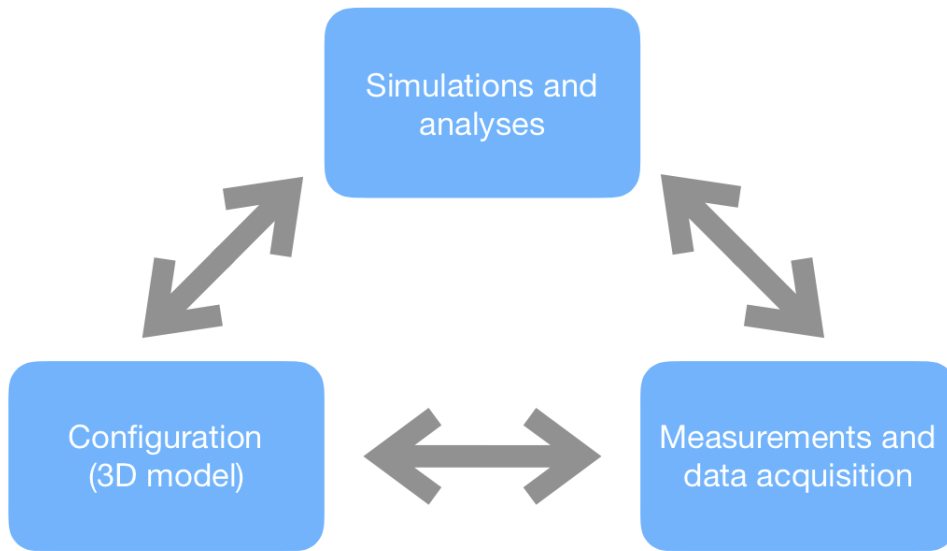 Simulations and
analyses
Configuration
(3D model)
Measurements and
data acquisition